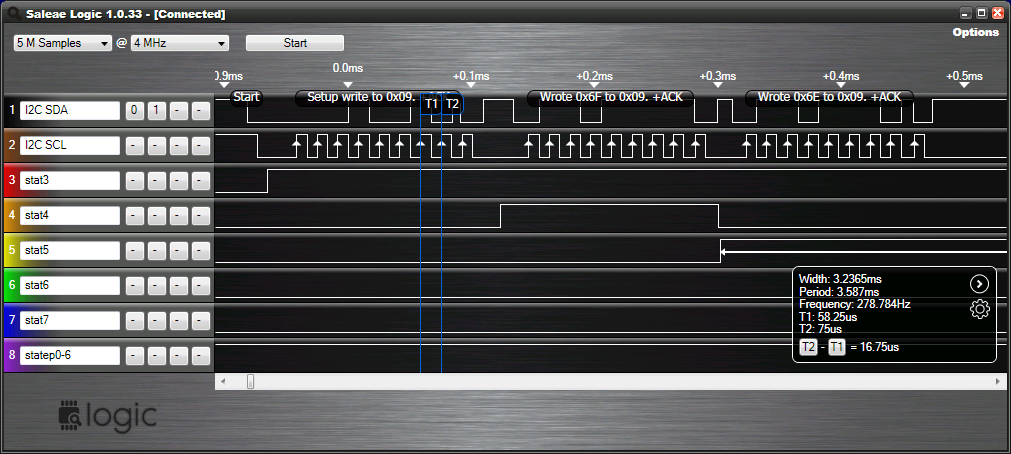 Saleae Logic 1.0.33 - [Connected]
Options
5 M Samples @ 4 MHz Start
0.9ms 0.0ms +0.1ms +0.2ms +0.3ms +0.4ms +0.5ms
Start Setup write to 0x09. T1 T2 Wrote 0x6F to 0x09. +ACK Wrote 0x6E to 0x09. +ACK
1 I2C SDA 0 1 - -
2 I2C SCL - - - -
3 stat3 - - - -
4 stat4 - - - -
5 stat5 - - - -
6 stat6 - - - -
7 stat7 - - - -
8 statep0-6 - - - -
Width: 3.2365ms
Period: 3.587ms
Frequency: 278.784Hz
T1: 58.25us
T2: 75us
T2 - T1 = 16.75us
logic